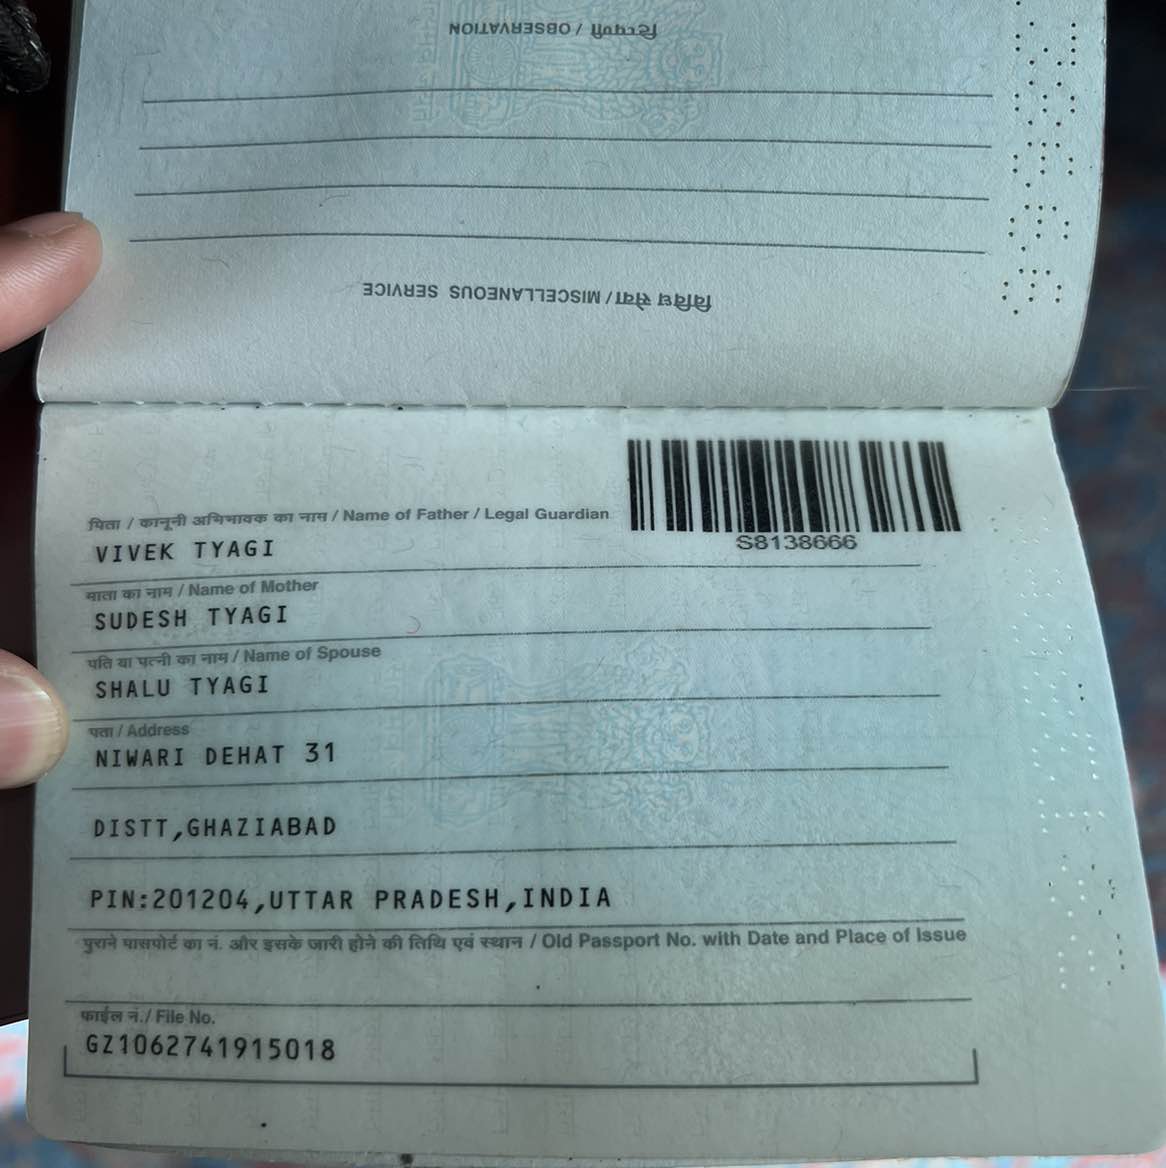 टिप्पणी / OBSERVATION
विविध सेवा / MISCELLANEOUS SERVICE
S8138666
पिता / कानूनी अभिभावक का नाम / Name of Father / Legal Guardian
VIVEK TYAGI
माता का नाम / Name of Mother
SUDESH TYAGI
पति या पत्नी का नाम / Name of Spouse
SHALU TYAGI
पता / Address
NIWARI DEHAT 31
DISTT,GHAZIABAD
PIN:201204,UTTAR PRADESH,INDIA
पुराने पासपोर्ट का नं. और इसके जारी होने की तिथि एवं स्थान / Old Passport No. with Date and Place of Issue
फाईल नं./ File No.
GZ1062741915018